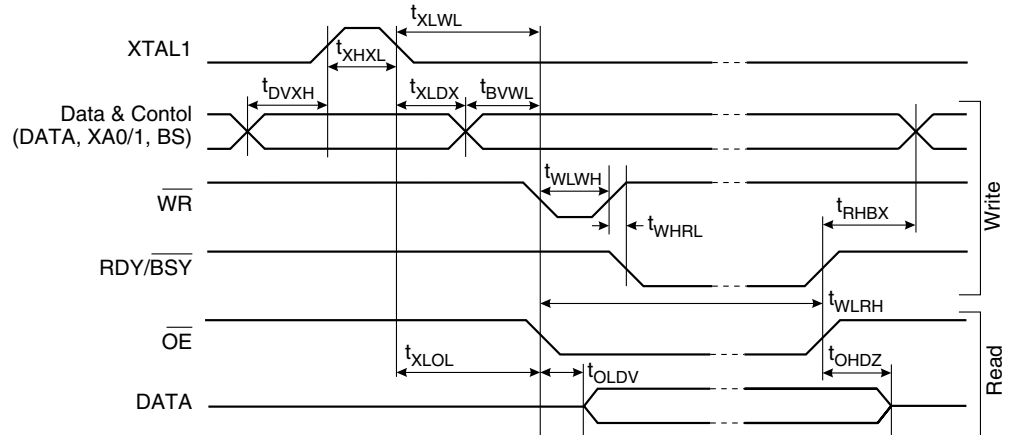 tXLWL
XTAL1
tXHXL
tDVXH
tXLDX
tBVWL
Data & Contol
(DATA, XA0/1, BS)
tWLWH
WR
tWHRL
tRHBX
Write
RDY/BSY
tWLRH
OE
tXLOL
tOLDV
tOHDZ
Read
DATA